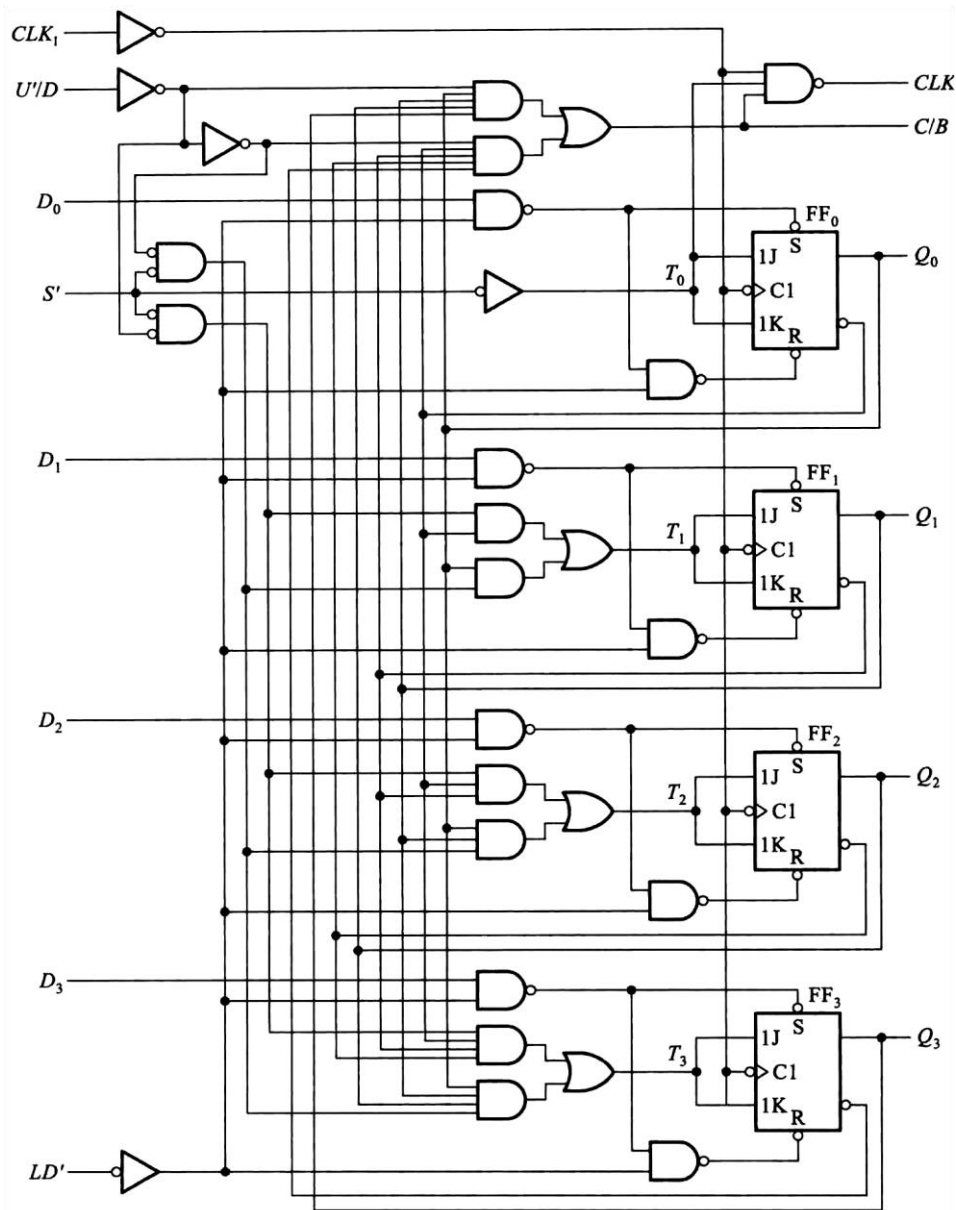 CLK₁
U'/D
CLK
C/B
D₀
FF₀
S
1J
Q₀
S'
T₀
C1
1K
R
D₁
FF₁
S
1J
Q₁
T₁
C1
1K
R
D₂
FF₂
S
1J
Q₂
T₂
C1
1K
R
D₃
FF₃
S
1J
Q₃
T₃
C1
1K
R
LD'